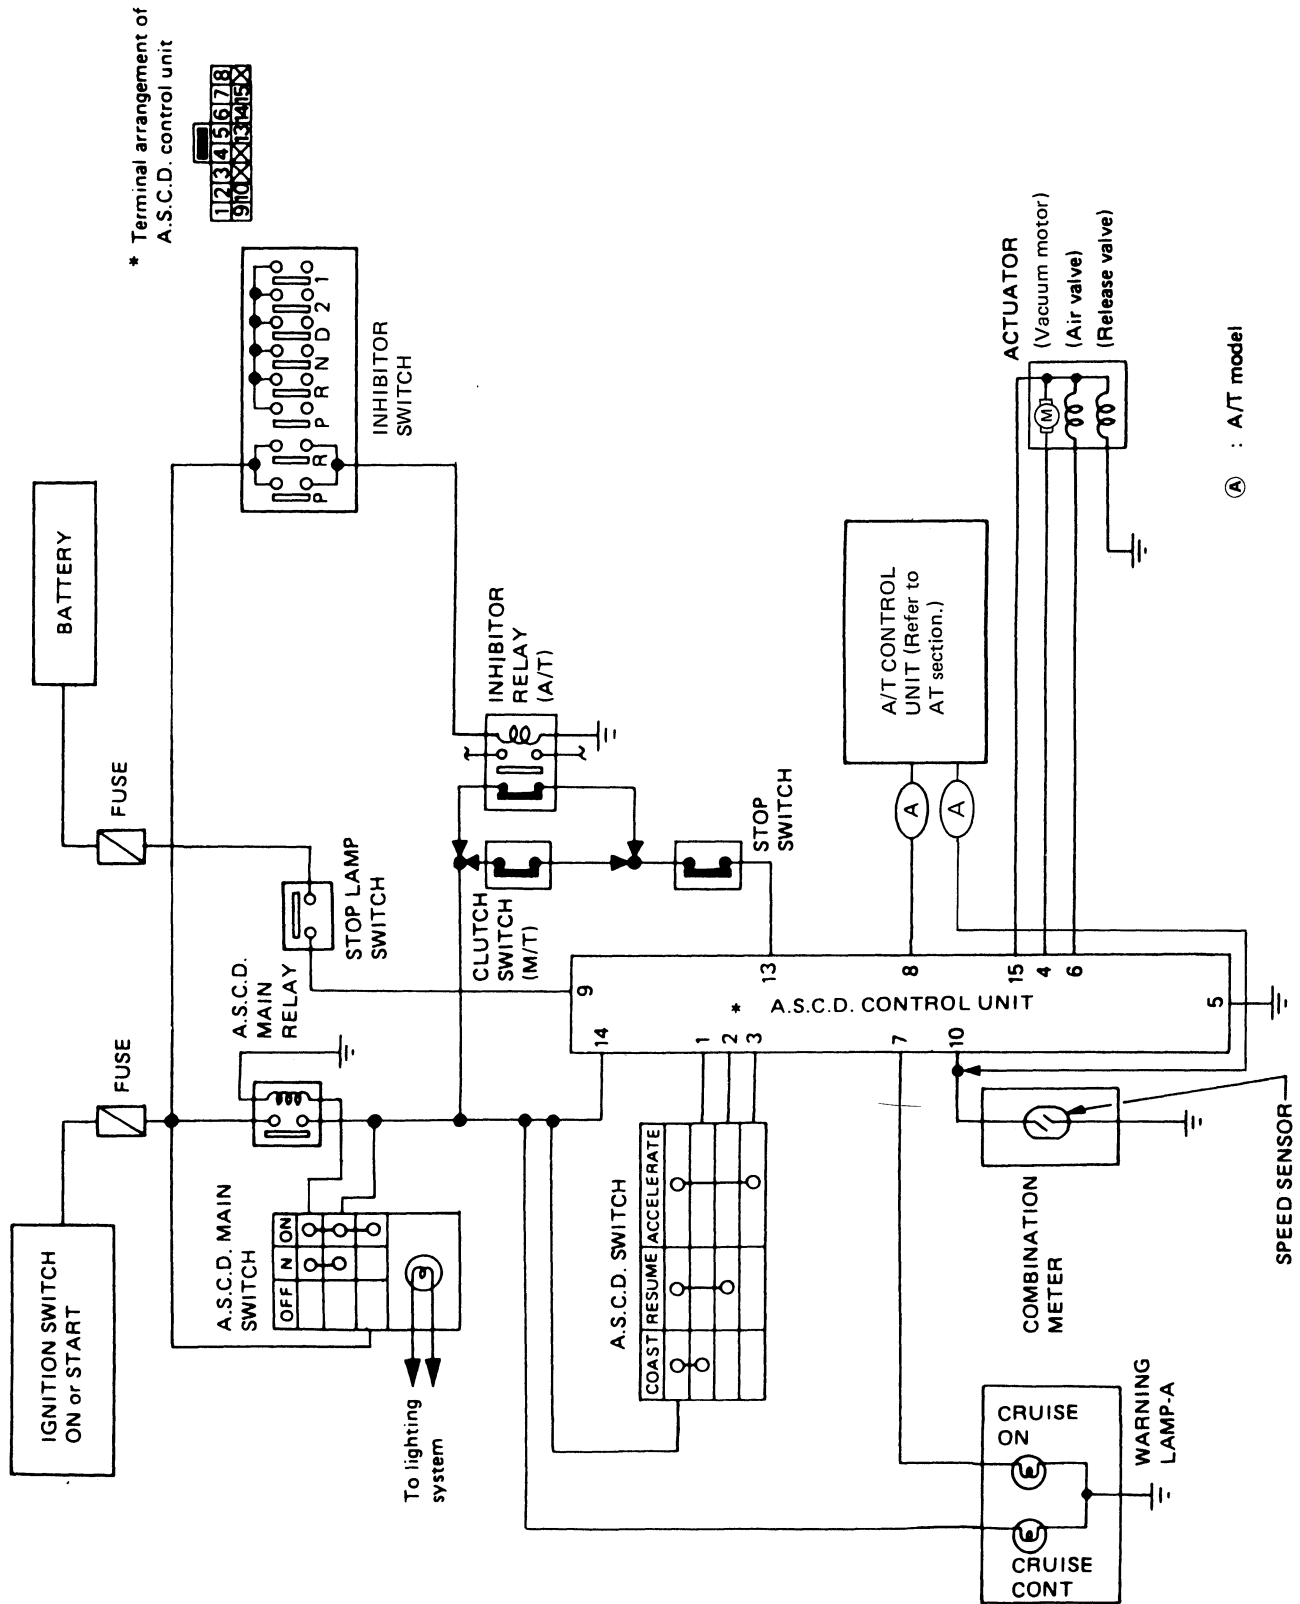 * Terminal arrangement of
A.S.C.D. control unit
1 2 3 4 5 6 7 8
9 10 13 14 15
BATTERY
FUSE
IGNITION SWITCH
ON or START
FUSE
A.S.C.D.
MAIN
RELAY
STOP LAMP
SWITCH
P R P R N D 2 1
INHIBITOR
SWITCH
A.S.C.D. MAIN
SWITCH
OFF N ON
To lighting
system
CLUTCH
SWITCH
(M/T)
INHIBITOR
RELAY
(A/T)
STOP
SWITCH
A.S.C.D. SWITCH
COAST RESUME ACCELERATE
* A.S.C.D. CONTROL UNIT
14
9
1
2
3
13
7
8
10
15
4
6
5
A/T CONTROL
UNIT (Refer to
AT section.)
A
A
ACTUATOR
(Vacuum motor)
(Air valve)
(Release valve)
M
CRUISE
ON
CRUISE
CONT
WARNING
LAMP-A
COMBINATION
METER
SPEED SENSOR
A : A/T model